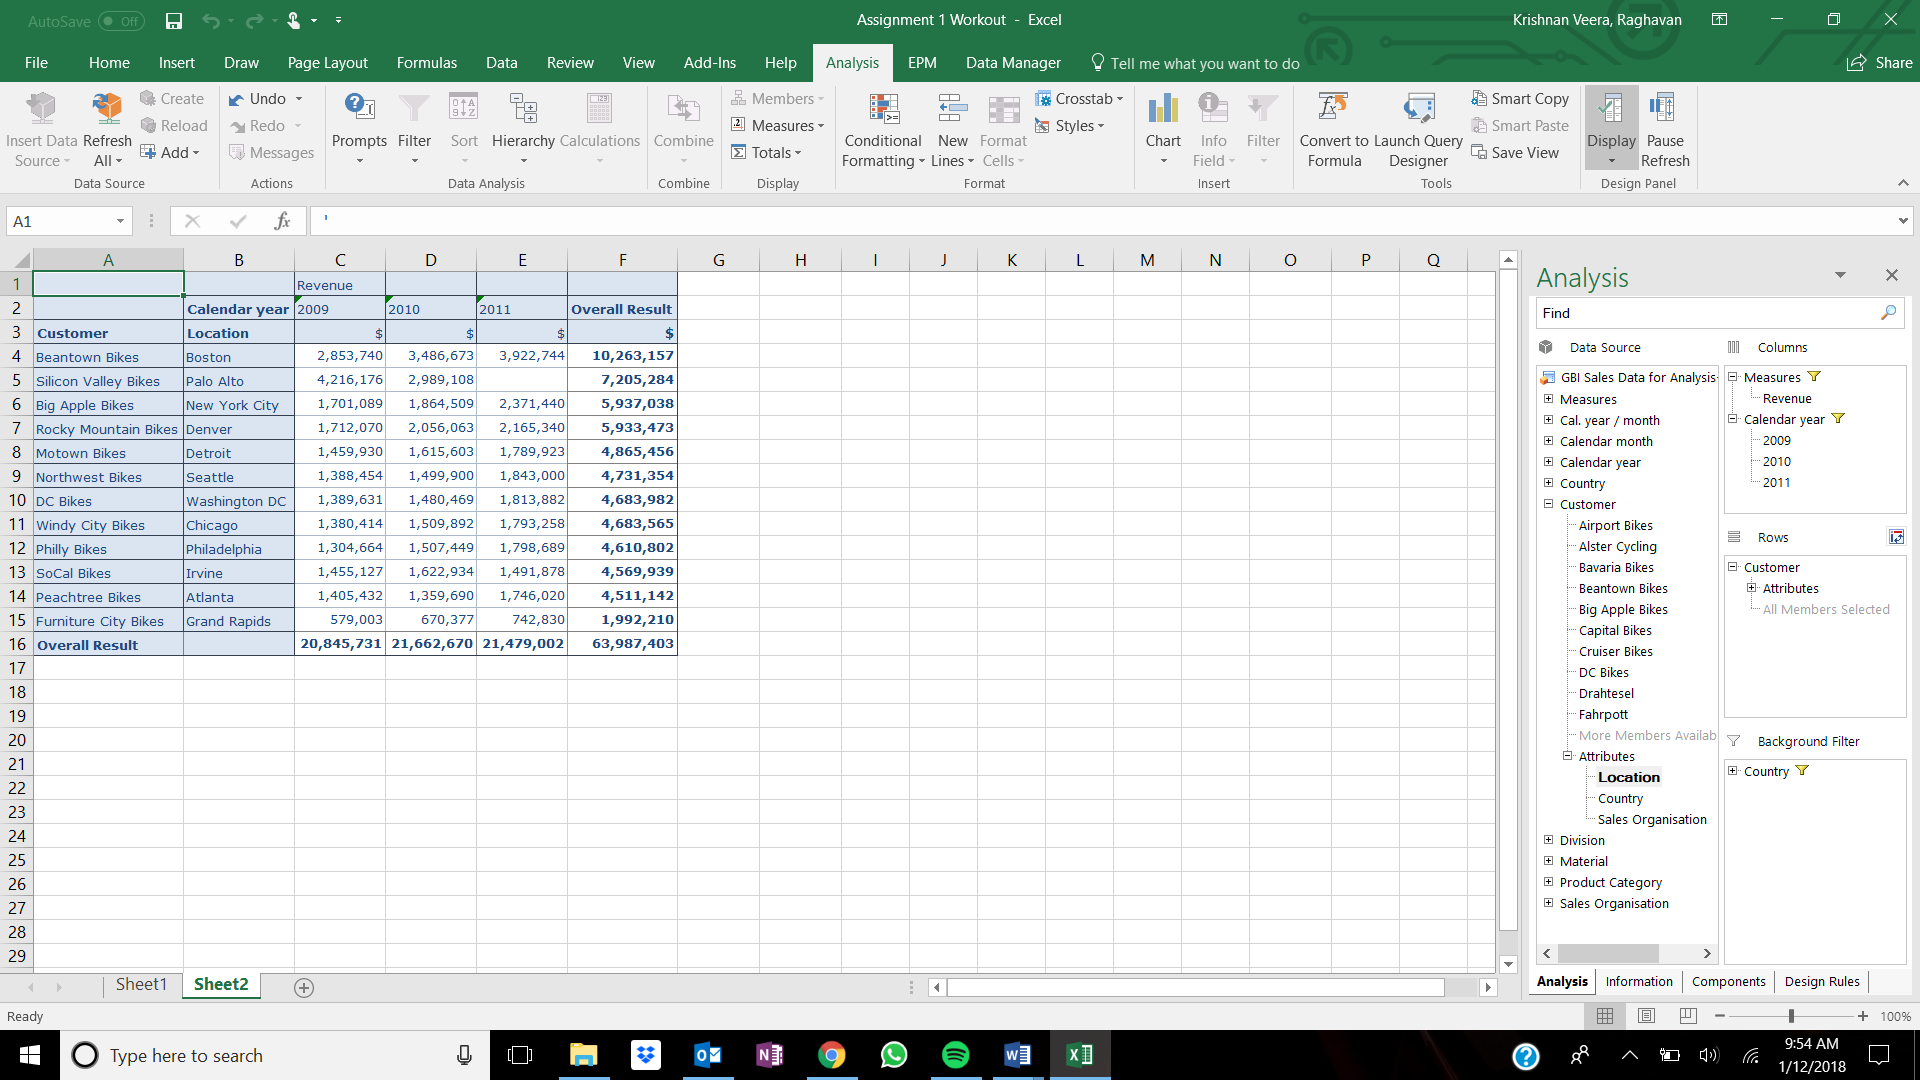 AutoSave Off
Assignment 1 Workout - Excel
Krishnan Veera, Raghavan
File Home Insert Draw Page Layout Formulas Data Review View Add-Ins Help Analysis EPM Data Manager Tell me what you want to do Share
Insert Data Source
Refresh All
Create
Reload
Add
Data Source
Undo
Redo
Messages
Actions
Prompts Filter Sort Hierarchy Calculations
Data Analysis
Combine
Combine
Members
Measures
Totals
Display
Conditional Formatting
New Lines
Format Cells
Crosstab
Styles
Format
Chart
Info Field
Filter
Insert
Convert to Formula
Launch Query Designer
Smart Copy
Smart Paste
Save View
Tools
Display
Pause Refresh
Design Panel
A1 fx '
A B C D E F G H I J K L M N O P Q
1 Revenue
2 Calendar year 2009 2010 2011 Overall Result
3 Customer Location $ $ $ $
4 Beantown Bikes Boston 2,853,740 3,486,673 3,922,744 10,263,157
5 Silicon Valley Bikes Palo Alto 4,216,176 2,989,108 7,205,284
6 Big Apple Bikes New York City 1,701,089 1,864,509 2,371,440 5,937,038
7 Rocky Mountain Bikes Denver 1,712,070 2,056,063 2,165,340 5,933,473
8 Motown Bikes Detroit 1,459,930 1,615,603 1,789,923 4,865,456
9 Northwest Bikes Seattle 1,388,454 1,499,900 1,843,000 4,731,354
10 DC Bikes Washington DC 1,389,631 1,480,469 1,813,882 4,683,982
11 Windy City Bikes Chicago 1,380,414 1,509,892 1,793,258 4,683,565
12 Philly Bikes Philadelphia 1,304,664 1,507,449 1,798,689 4,610,802
13 SoCal Bikes Irvine 1,455,127 1,622,934 1,491,878 4,569,939
14 Peachtree Bikes Atlanta 1,405,432 1,359,690 1,746,020 4,511,142
15 Furniture City Bikes Grand Rapids 579,003 670,377 742,830 1,992,210
16 Overall Result 20,845,731 21,662,670 21,479,002 63,987,403
17
18
19
20
21
22
23
24
25
26
27
28
29
Analysis
Find
Data Source
GBI Sales Data for Analysis
Measures
Cal. year / month
Calendar month
Calendar year
Country
Customer
Airport Bikes
Alster Cycling
Bavaria Bikes
Beantown Bikes
Big Apple Bikes
Capital Bikes
Cruiser Bikes
DC Bikes
Drahtesel
Fahrpott
More Members Availab
Attributes
Location
Country
Sales Organisation
Division
Material
Product Category
Sales Organisation
Columns
Measures
Revenue
Calendar year
2009
2010
2011
Rows
Customer
Attributes
All Members Selected
Background Filter
Country
Analysis Information Components Design Rules
Sheet1 Sheet2
Ready
100%
Type here to search
9:54 AM
1/12/2018